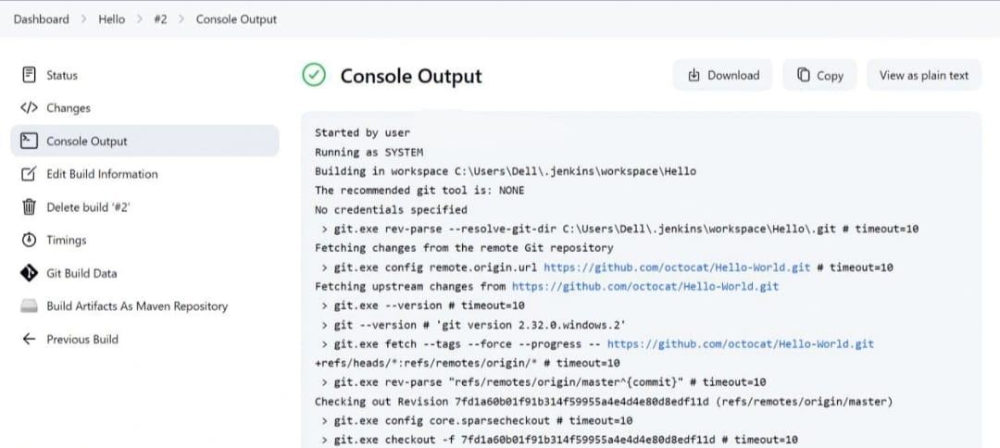 Dashboard > Hello > #2 > Console Output
Status
Changes
Console Output
Edit Build Information
Delete build '#2'
Timings
Git Build Data
Build Artifacts As Maven Repository
Previous Build
Console Output
Download
Copy
View as plain text
Started by user
Running as SYSTEM
Building in workspace C:\Users\Dell\.jenkins\workspace\Hello
The recommended git tool is: NONE
No credentials specified
> git.exe rev-parse --resolve-git-dir C:\Users\Dell\.jenkins\workspace\Hello\.git # timeout=10
Fetching changes from the remote Git repository
> git.exe config remote.origin.url https://github.com/octocat/Hello-World.git # timeout=10
Fetching upstream changes from https://github.com/octocat/Hello-World.git
> git.exe --version # timeout=10
> git --version # 'git version 2.32.0.windows.2'
> git.exe fetch --tags --force --progress -- https://github.com/octocat/Hello-World.git
+refs/heads/*:refs/remotes/origin/* # timeout=10
> git.exe rev-parse "refs/remotes/origin/master^{commit}" # timeout=10
Checking out Revision 7fd1a60b01f91b314f59955a4e4d4e80d8edf11d (refs/remotes/origin/master)
> git.exe config core.sparsecheckout # timeout=10
> git.exe checkout -f 7fd1a60b01f91b314f59955a4e4d4e80d8edf11d # timeout=10